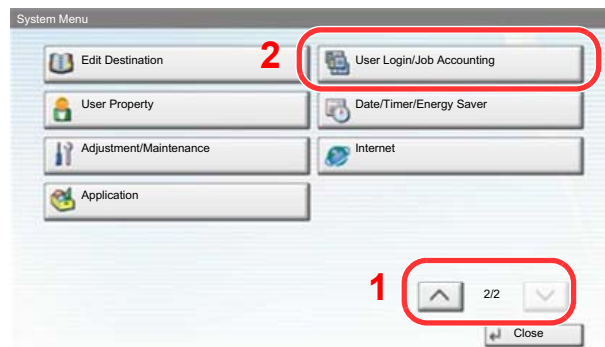 System Menu
Edit Destination
2
User Login/Job Accounting
User Property
Date/Timer/Energy Saver
Adjustment/Maintenance
Internet
Application
1
2/2
Close